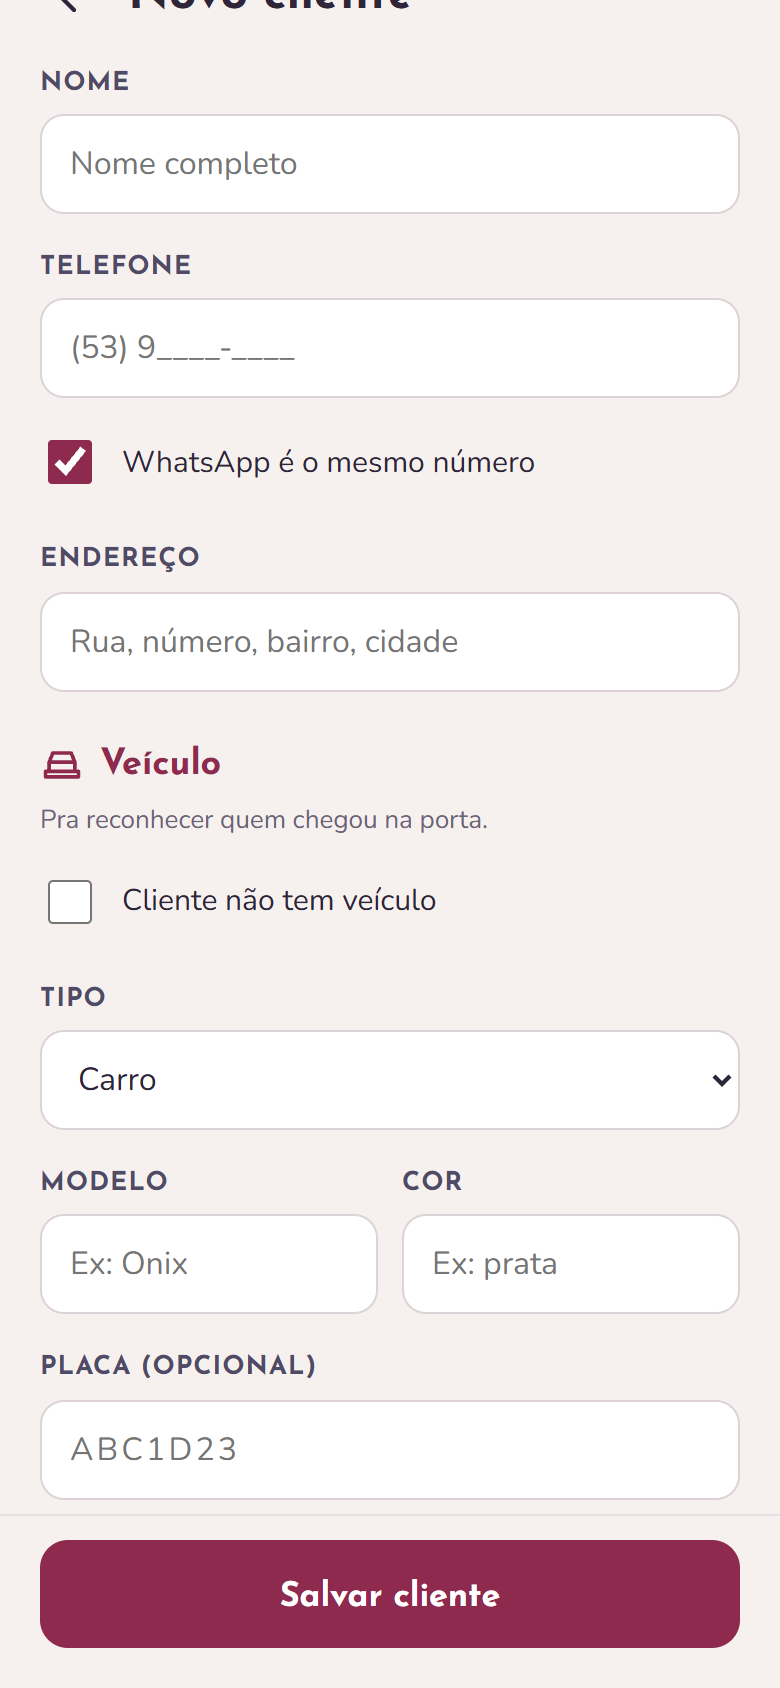 Novo cliente
NOME
Nome completo
TELEFONE
(53) 9____-____
WhatsApp é o mesmo número
ENDEREÇO
Rua, número, bairro, cidade
Veículo
Pra reconhecer quem chegou na porta.
Cliente não tem veículo
TIPO
Carro
MODELO
COR
Ex: Onix
Ex: prata
PLACA (OPCIONAL)
ABC1D23
Salvar cliente